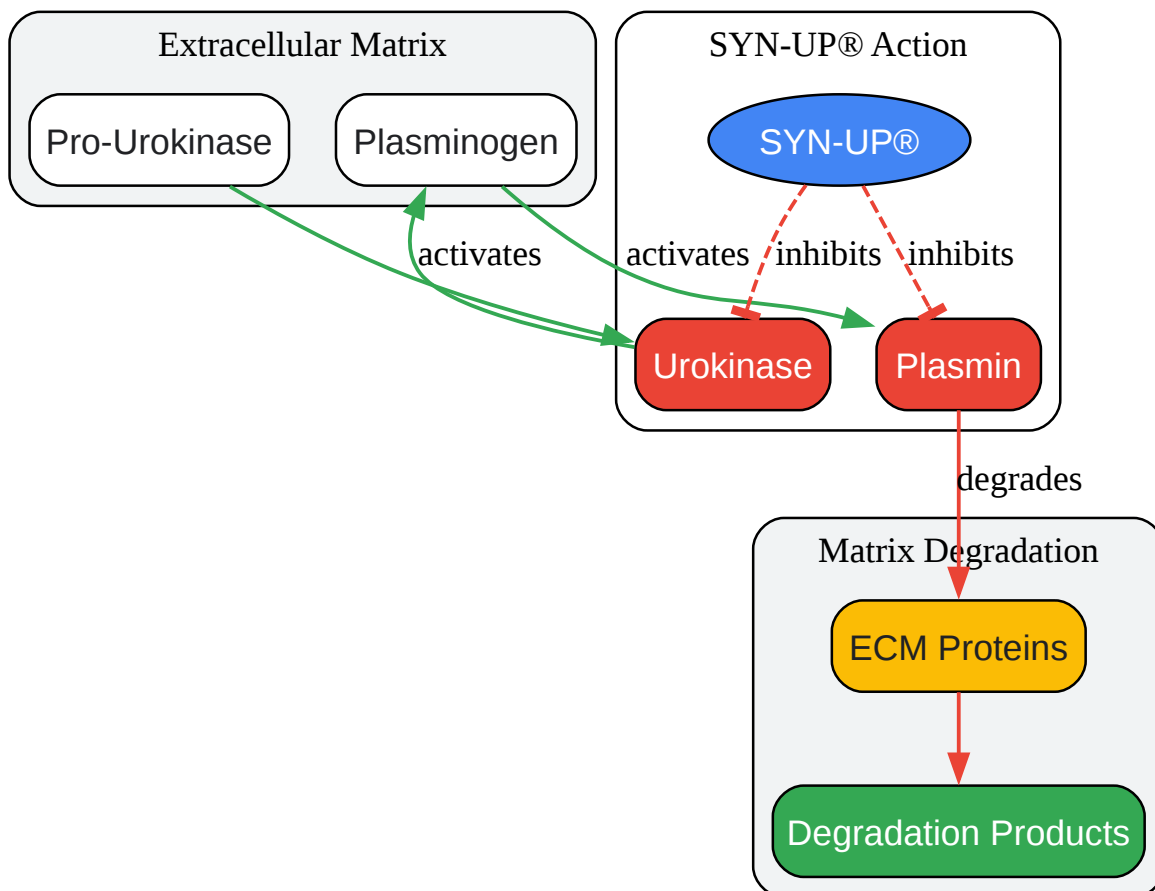 Extracellular Matrix
SYN-UP® Action
Pro-Urokinase
Plasminogen
SYN-UP®
activates
activates
inhibits
inhibits
Urokinase
Plasmin
degrades
Matrix Degradation
ECM Proteins
Degradation Products